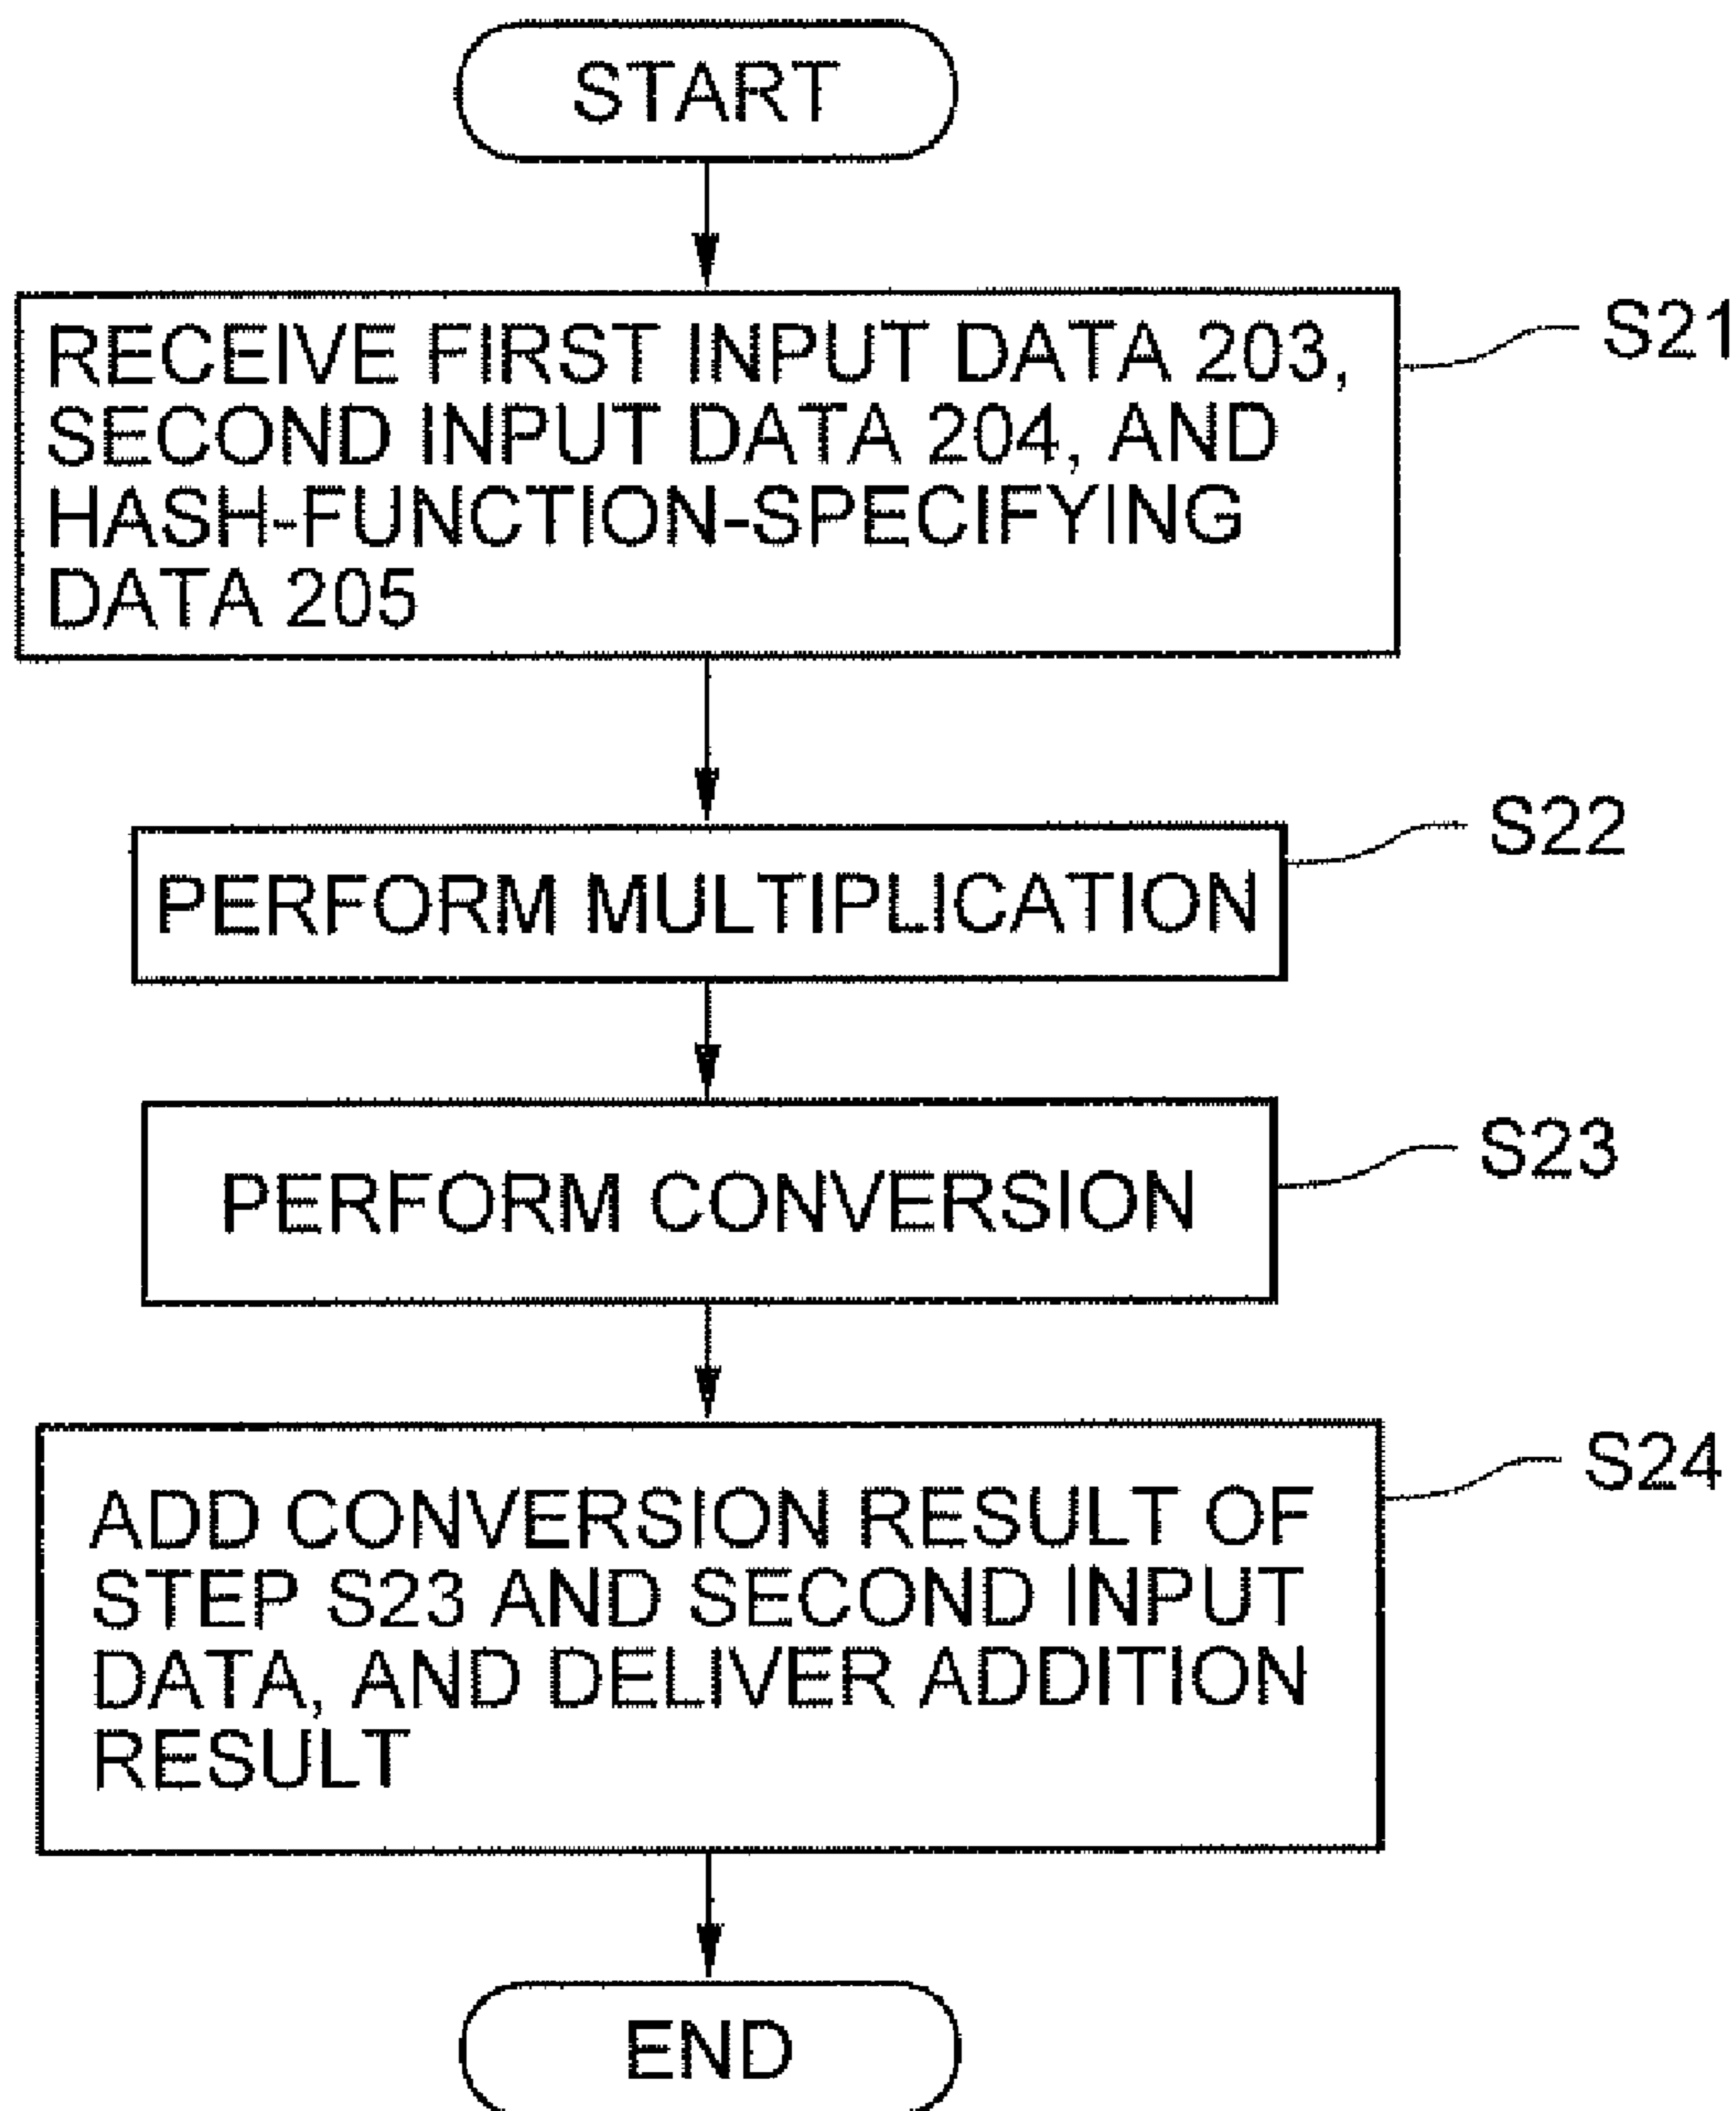 START
RECEIVE FIRST INPUT DATA 203,
SECOND INPUT DATA 204, AND
HASH-FUNCTION-SPECIFYING
DATA 205
S21
PERFORM MULTIPLICATION
S22
PERFORM CONVERSION
S23
ADD CONVERSION RESULT OF
STEP S23 AND SECOND INPUT
DATA, AND DELIVER ADDITION
RESULT
S24
END